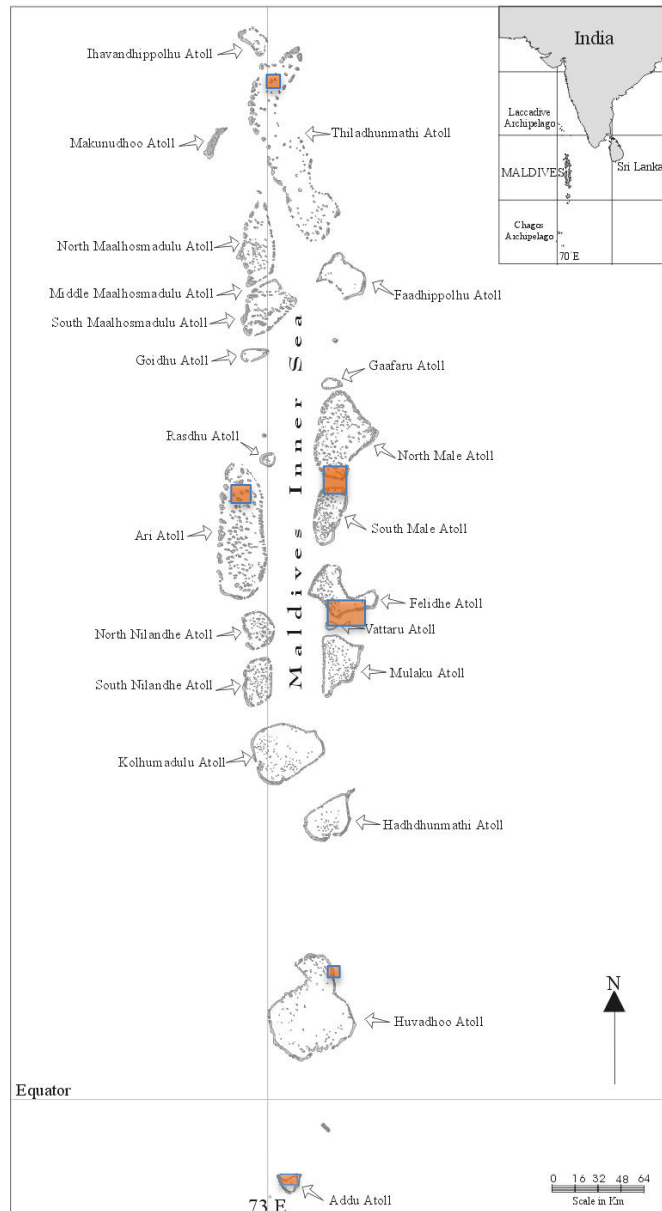 Ihavandhippolhu Atoll
India
Laccadive
Archipelago
Makunudhoo Atoll
Thiladhunmathi Atoll
MALDIVES
Sri Lanka
Chagos
Archipelago
70°E
North Maalhosmadulu Atoll
Middle Maalhosmadulu Atoll
Faadhippolhu Atoll
South Maalhosmadulu Atoll
Goidhu Atoll
Gaafaru Atoll
Maldives Inner Sea
Rasdhu Atoll
North Male Atoll
Ari Atoll
South Male Atoll
Felidhe Atoll
North Nilandhe Atoll
Vattaru Atoll
South Nilandhe Atoll
Mulaku Atoll
Kolhumadulu Atoll
Hadhdhunmathi Atoll
N
Huvadhoo Atoll
Equator
0 16 32 48 64
Scale in Km
73°E
Addu Atoll